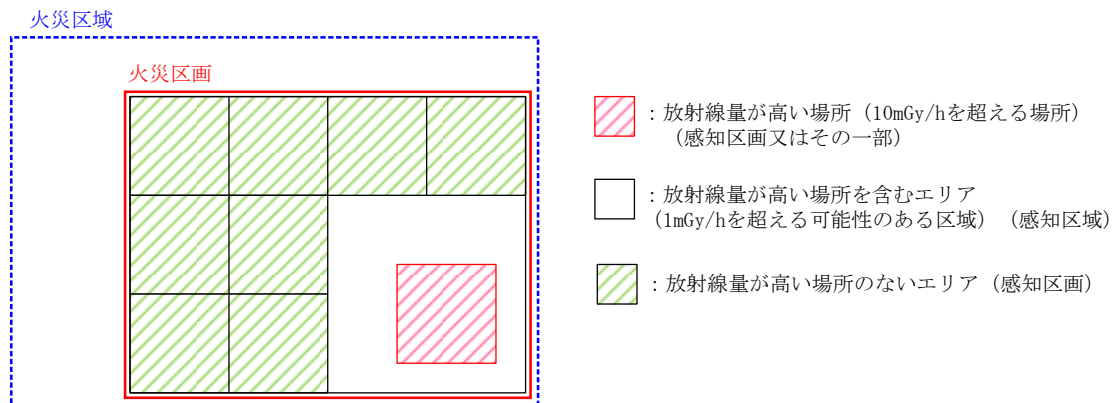 火災区域
火災区画
:放射線量が高い場所(10mGy/hを超える場所)
(感知区画又はその一部)
:放射線量が高い場所を含むエリア
(1mGy/hを超える可能性のある区域)(感知区域)
:放射線量が高い場所のないエリア(感知区画)